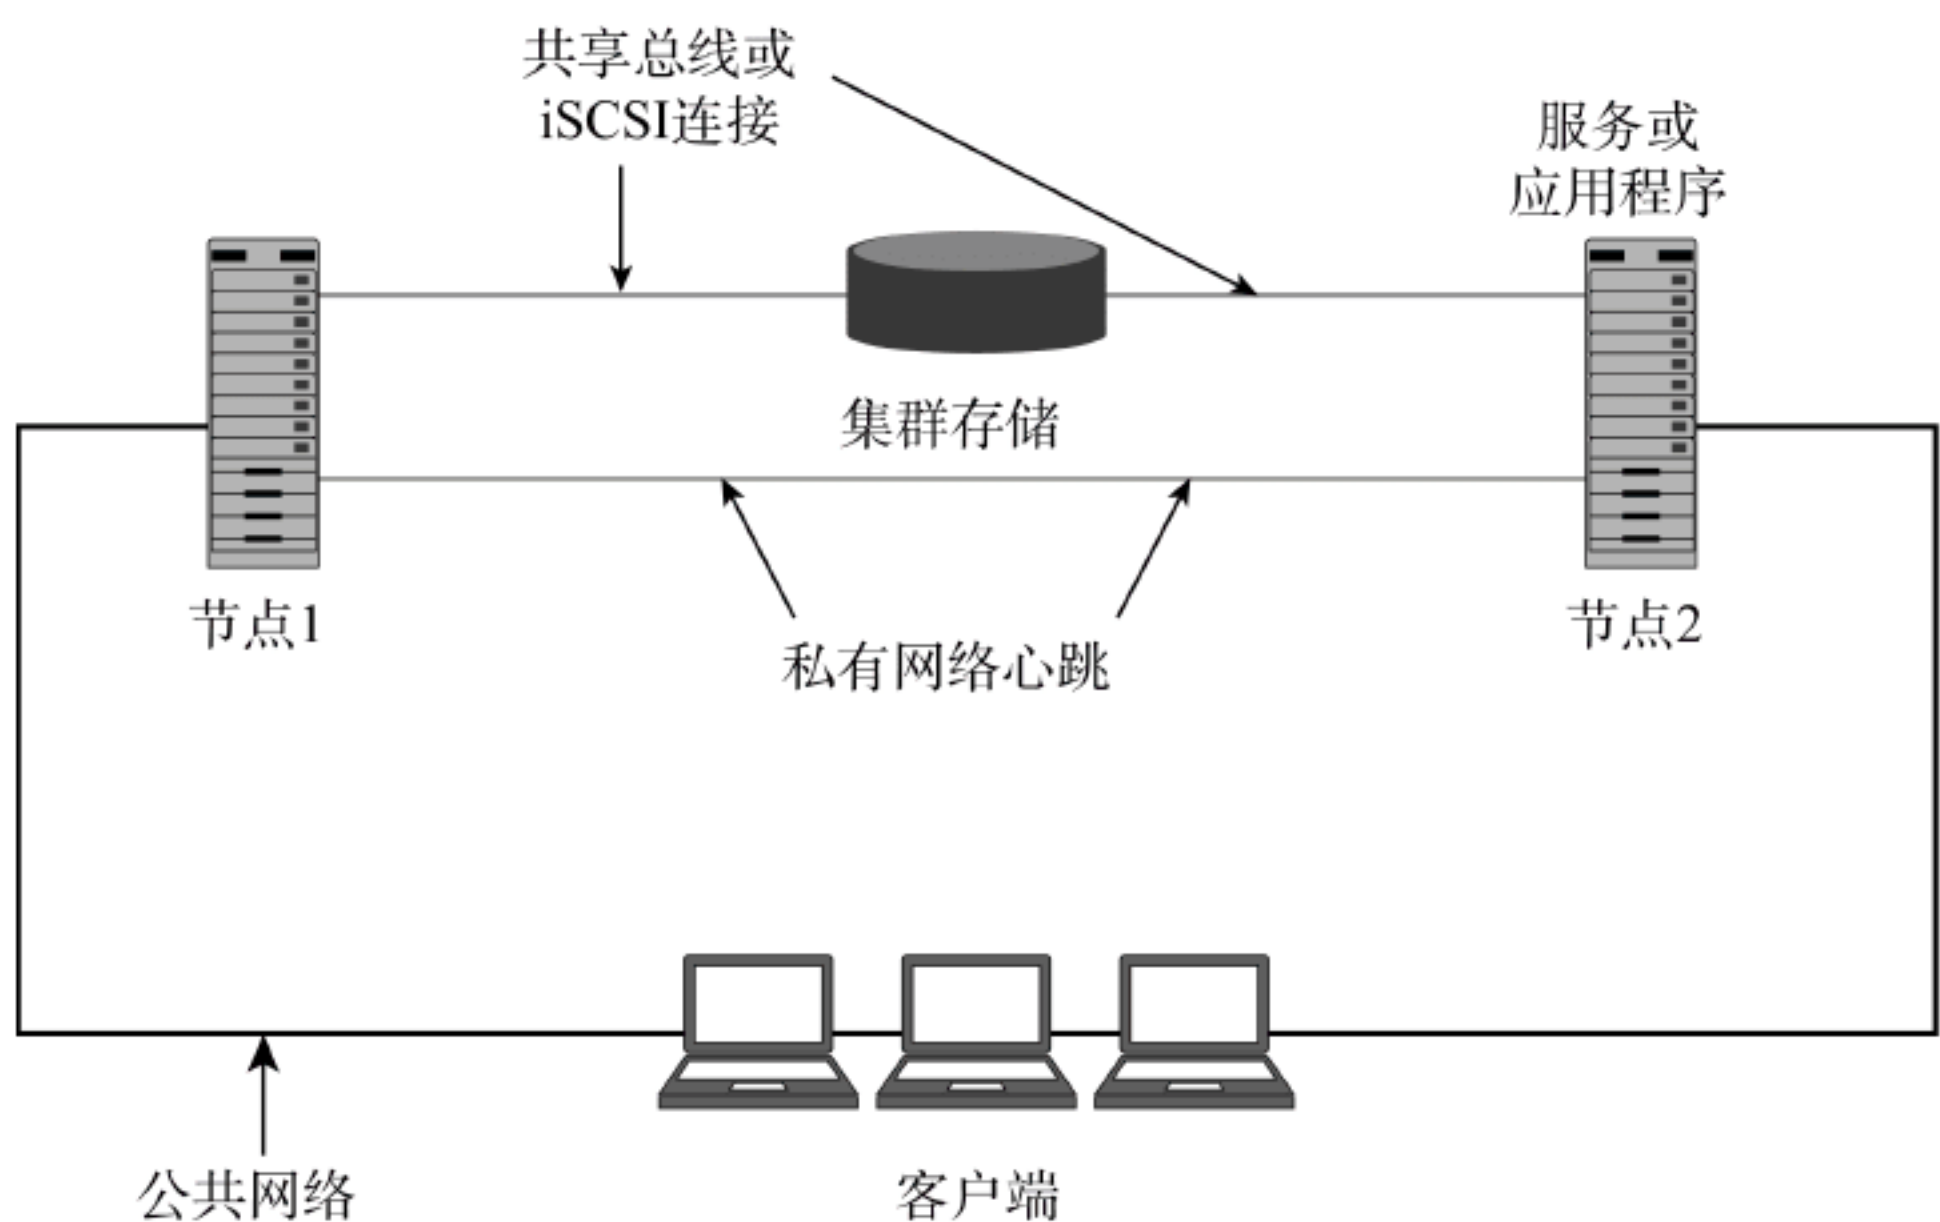 共享总线或
iSCSI连接
服务或
应用程序
集群存储
节点1
节点2
私有网络心跳
公共网络
客户端